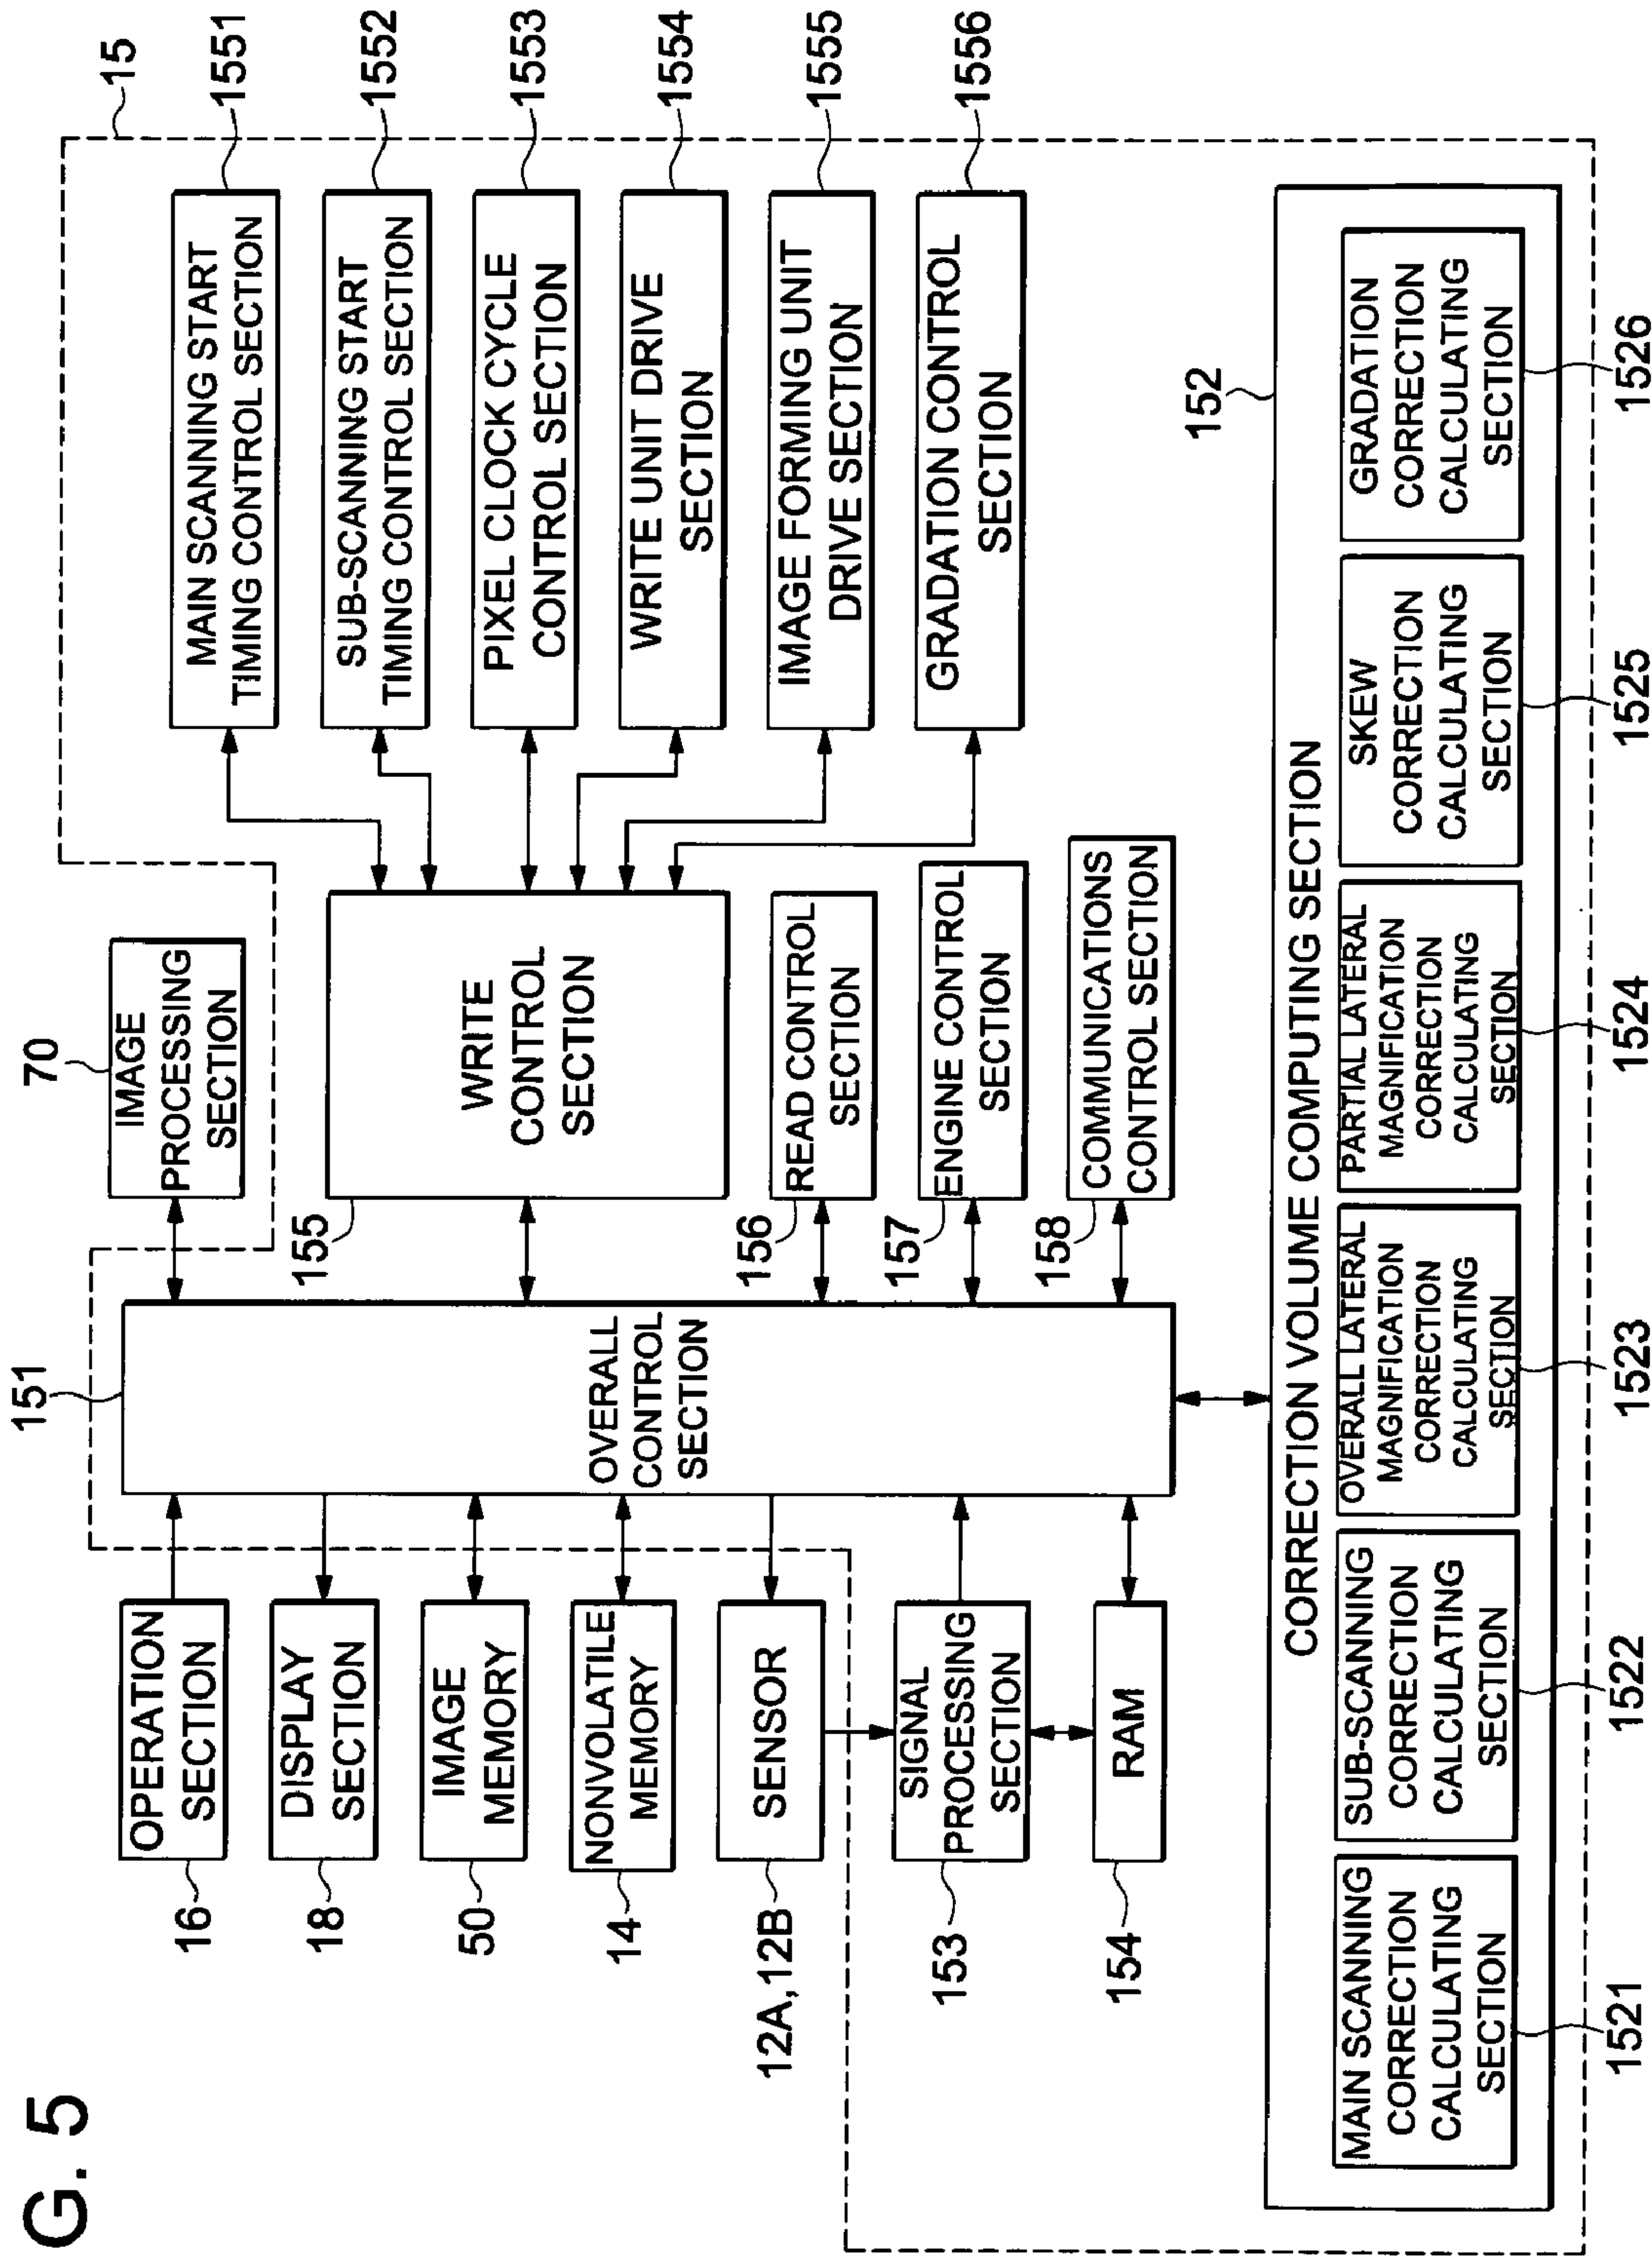 G. 5
15
70
151
OPERATION
SECTION
16
DISPLAY
SECTION
18
IMAGE
MEMORY
50
NONVOLATILE
MEMORY
14
SENSOR
12A, 12B
SIGNAL
PROCESSING
SECTION
153
RAM
154
OVERALL
CONTROL
SECTION
IMAGE
PROCESSING
SECTION
WRITE
CONTROL
SECTION
155
READ CONTROL
SECTION
156
ENGINE CONTROL
SECTION
157
COMMUNICATIONS
CONTROL SECTION
158
MAIN SCANNING START
TIMING CONTROL SECTION
1551
SUB-SCANNING START
TIMING CONTROL SECTION
1552
PIXEL CLOCK CYCLE
CONTROL SECTION
1553
WRITE UNIT DRIVE
SECTION
1554
IMAGE FORMING UNIT
DRIVE SECTION
1555
GRADATION CONTROL
SECTION
1556
152
CORRECTION VOLUME COMPUTING SECTION
MAIN SCANNING
CORRECTION
CALCULATING
SECTION
1521
SUB-SCANNING
CORRECTION
CALCULATING
SECTION
1522
OVERALL LATERAL
MAGNIFICATION
CORRECTION
CALCULATING
SECTION
1523
PARTIAL LATERAL
MAGNIFICATION
CORRECTION
CALCULATING
SECTION
1524
SKEW
CORRECTION
CALCULATING
SECTION
1525
GRADATION
CORRECTION
CALCULATING
SECTION
1526